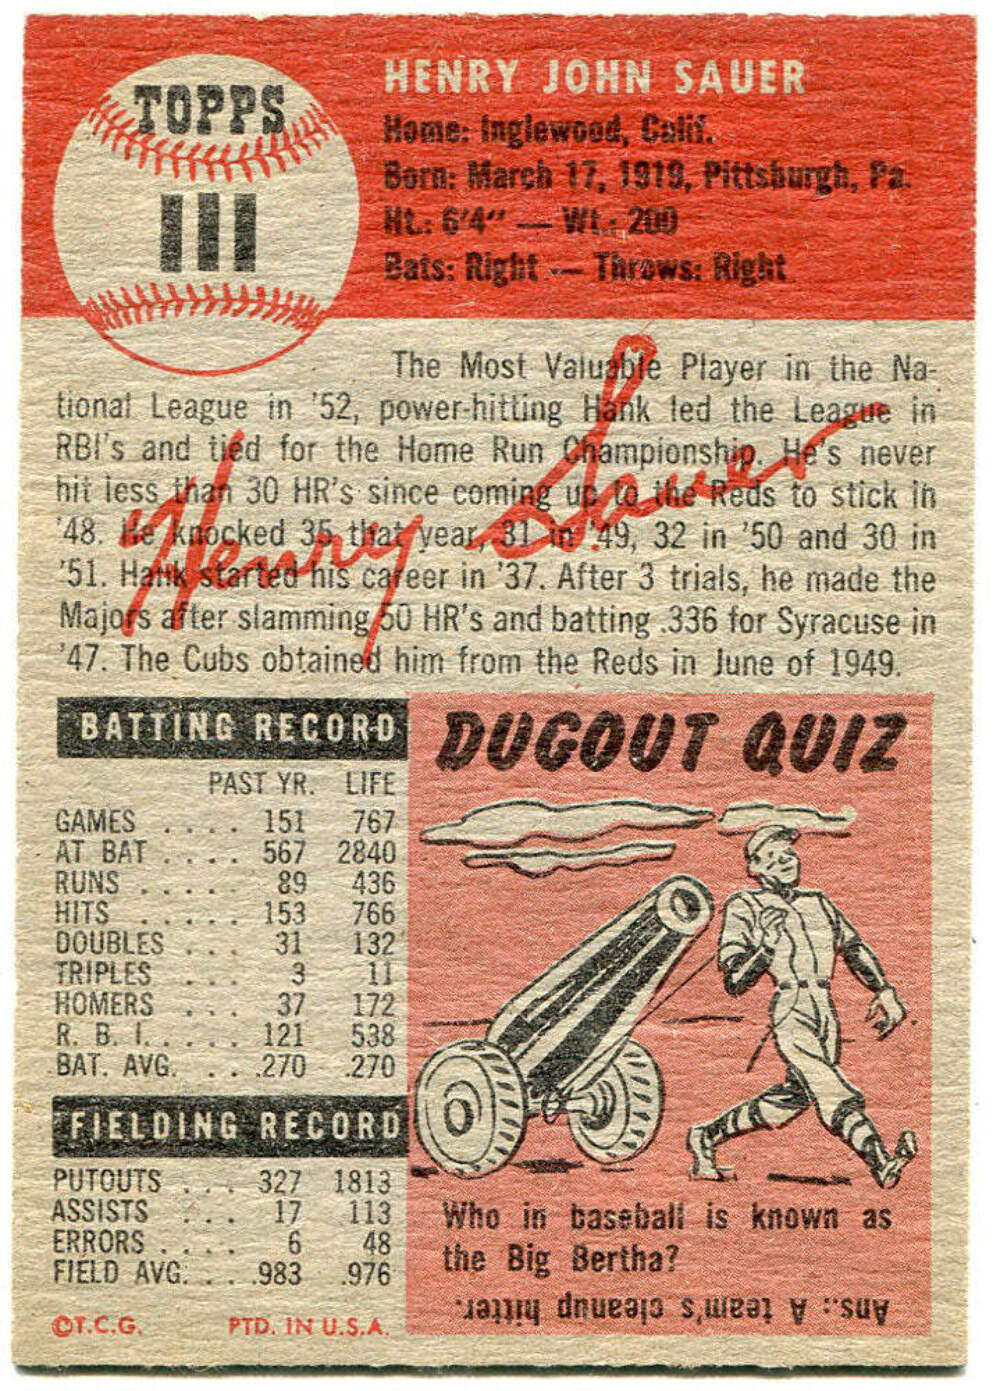 TOPPS
111
HENRY JOHN SAUER
Home: Inglewood, Calif.
Born: March 17, 1919, Pittsburgh, Pa.
Ht.: 6'4" — Wt.: 200
Bats: Right — Throws: Right
The Most Valuable Player in the Na-
tional League in '52, power-hitting Hank led the League in
RBI's and tied for the Home Run Championship. He's never
hit less than 30 HR's since coming up to the Reds to stick in
'48. He knocked 35 that year, 31 in '49, 32 in '50 and 30 in
'51. Hank started his career in '37. After 3 trials, he made the
Majors after slamming 50 HR's and batting .336 for Syracuse in
'47. The Cubs obtained him from the Reds in June of 1949.
Henry Sauer
BATTING RECORD
PAST YR. LIFE
GAMES .... 151 767
AT BAT .... 567 2840
RUNS ..... 89 436
HITS ..... 153 766
DOUBLES ... 31 132
TRIPLES ... 3 11
HOMERS ... 37 172
R. B. I. .... 121 538
BAT. AVG. ... .270 .270
FIELDING RECORD
PUTOUTS ... 327 1813
ASSISTS ... 17 113
ERRORS .... 6 48
FIELD AVG. ... .983 .976
©T.C.G. PTD. IN U.S.A.
DUGOUT QUIZ
Who in baseball is known as
the Big Bertha?
Ans.: A team's cleanup hitter.